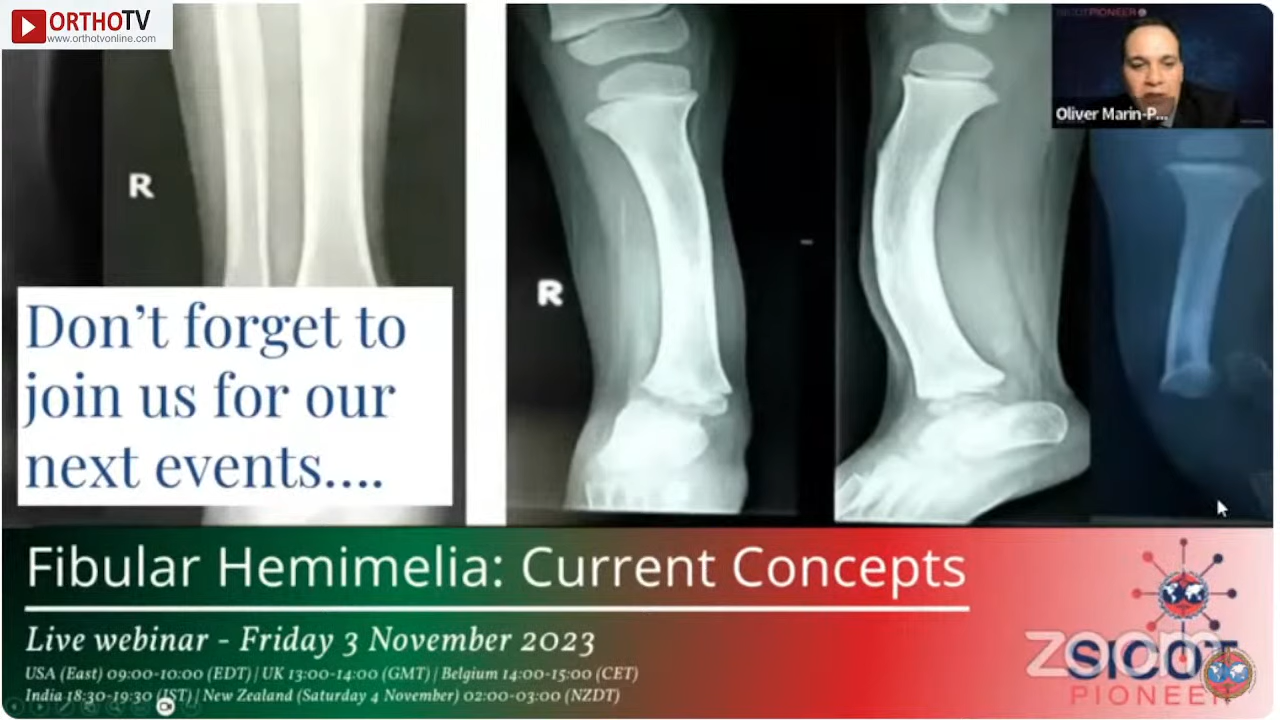 ORTHOTV
www.orthotvonline.com
SICOT PIONEER
Oliver Marin-P...
R
R
Don't forget to
join us for our
next events....
Fibular Hemimelia: Current Concepts
Live webinar - Friday 3 November 2023
USA (East) 09:00-10:00 (EDT) | UK 13:00-14:00 (GMT) | Belgium 14:00-15:00 (CET)
India 18:30-19:30 (IST) | New Zealand (Saturday 4 November) 02:00-03:00 (NZDT)
zoom
SICOT
PIONEER